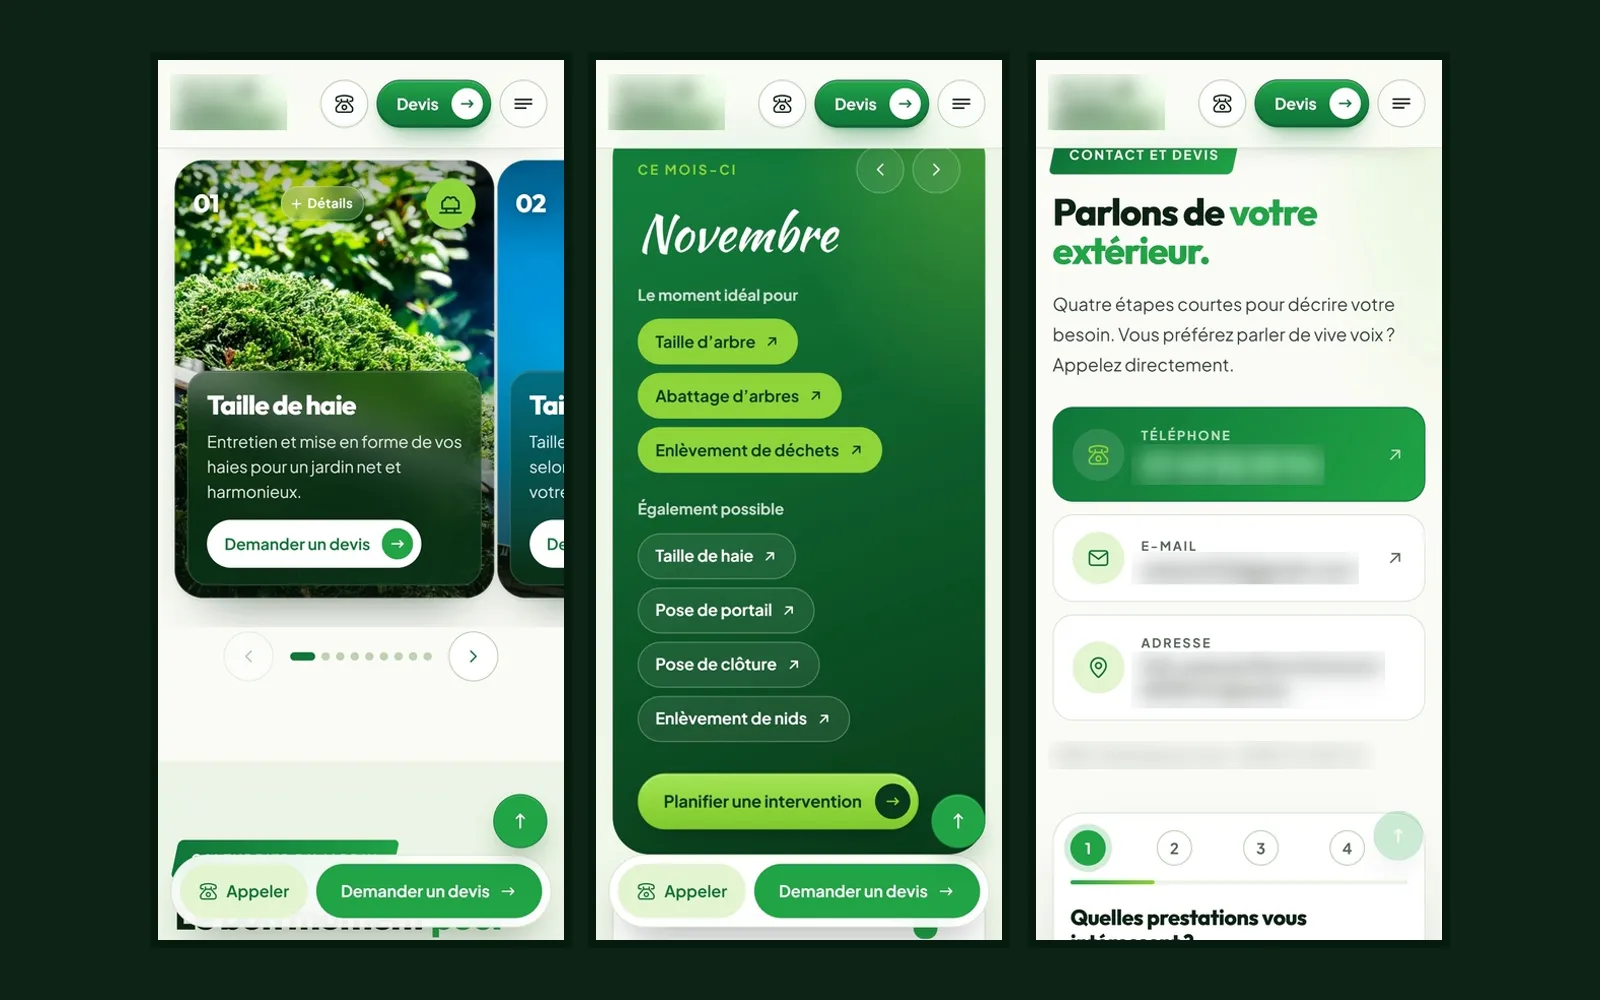 Devis
01
+ Détails
02
Taille de haie
Entretien et mise en forme de vos
haies pour un jardin net et
harmonieux.
Demander un devis
Appeler
Demander un devis
Devis
CE MOIS-CI
Novembre
Le moment idéal pour
Taille d'arbre
Abattage d'arbres
Enlèvement de déchets
Également possible
Taille de haie
Pose de portail
Pose de clôture
Enlèvement de nids
Planifier une intervention
Appeler
Demander un devis
Devis
CONTACT ET DEVIS
Parlons de votre
extérieur.
Quatre étapes courtes pour décrire votre
besoin. Vous préférez parler de vive voix ?
Appelez directement.
TÉLÉPHONE
E-MAIL
ADRESSE
1 2 3 4
Quelles prestations vous